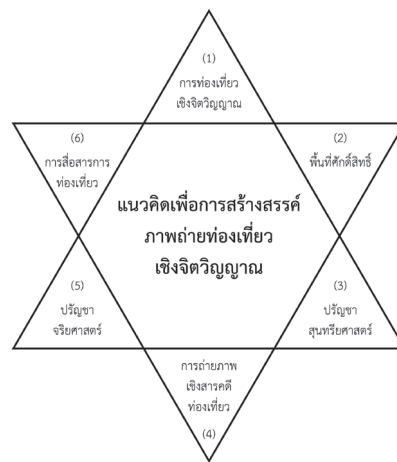 (1)
การท่องเที่ยว
เชิงจิตวิญญาณ
(2)
พื้นที่ศักดิ์สิทธิ์
(3)
ปรัญชา
สุนทรียศาสตร์
การถ่ายภาพ
เชิงสารคดี
ท่องเที่ยว
(4)
(5)
ปรัญชา
จริยศาสตร์
(6)
การสื่อสารการ
ท่องเที่ยว
แนวคิดเพื่อการสร้างสรรค์
ภาพถ่ายท่องเที่ยว
เชิงจิตวิญญาณ